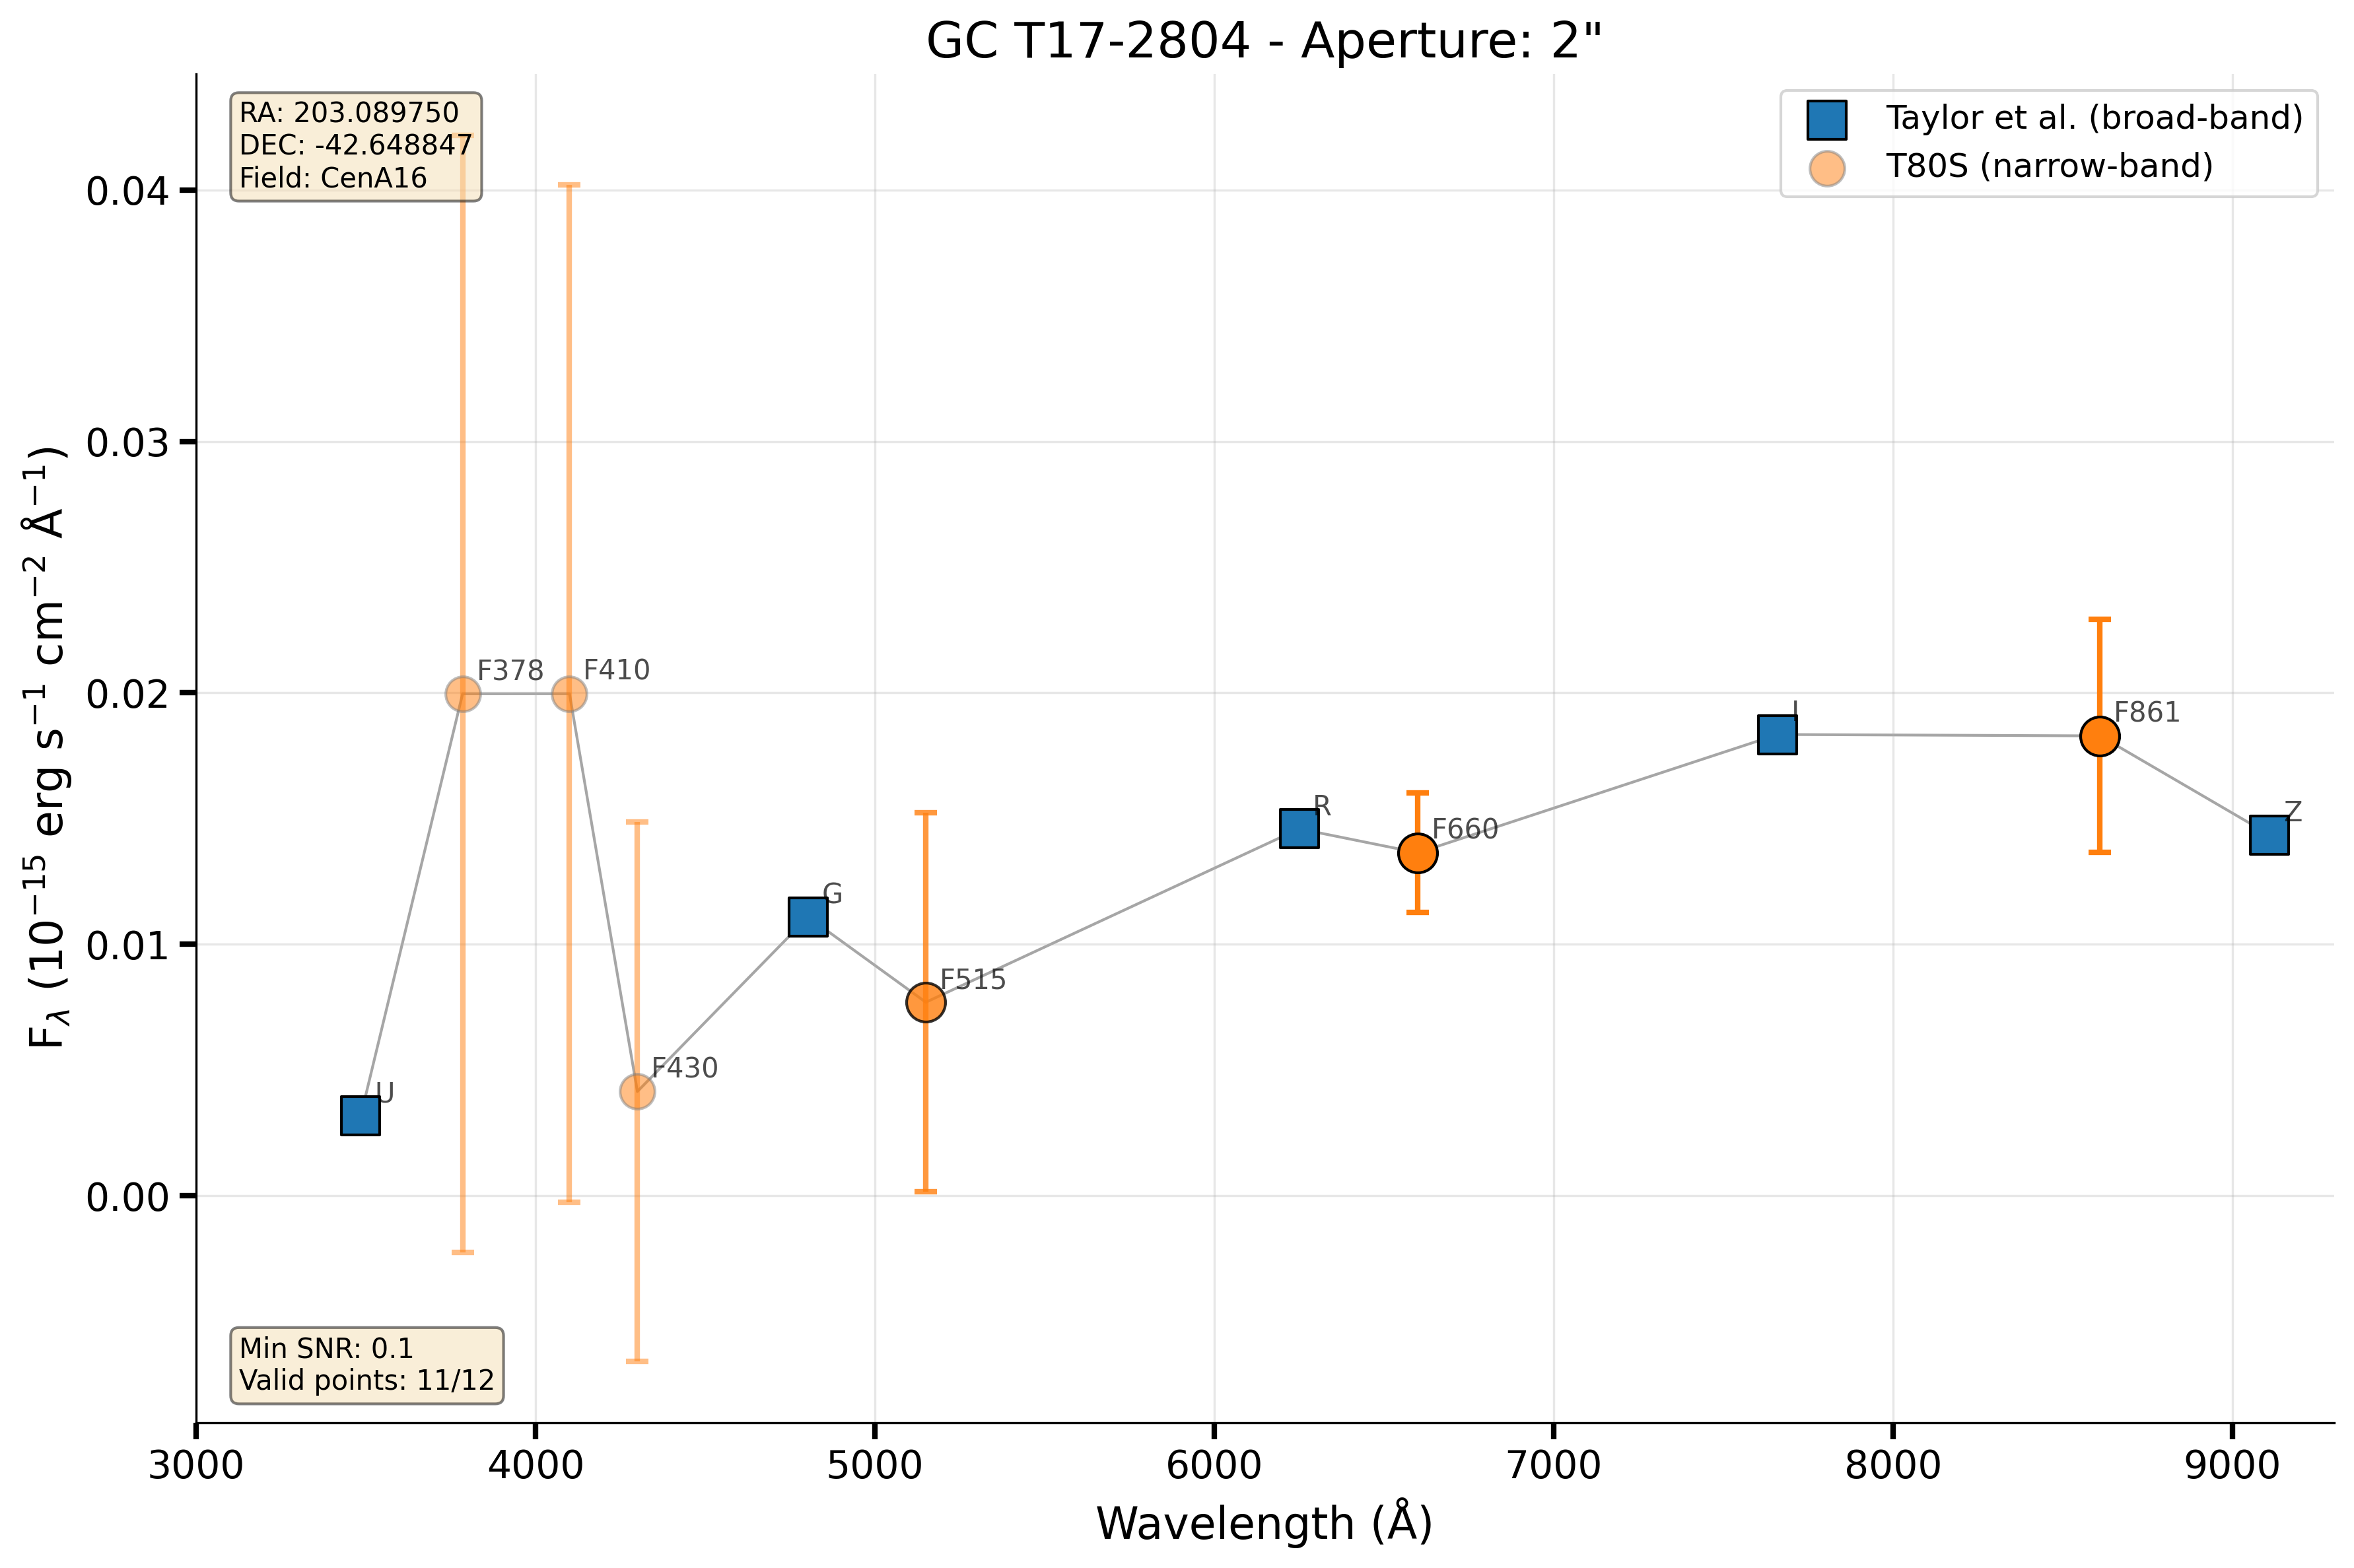 GC T17-2804 - Aperture: 2"
RA: 203.089750
DEC: -42.648847
Field: CenA16
Taylor et al. (broad-band)
T80S (narrow-band)
F_λ (10⁻¹⁵ erg s⁻¹ cm⁻² Å⁻¹)
0.04
0.03
0.02
0.01
0.00
U
F378
F410
F430
G
F515
R
F660
I
F861
Z
Min SNR: 0.1
Valid points: 11/12
3000 4000 5000 6000 7000 8000 9000
Wavelength (Å)